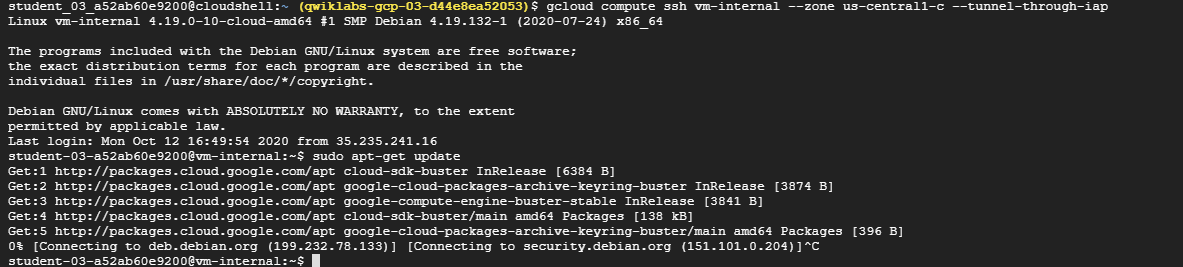 student_03_a52ab60e9200@cloudshell:~ (qwiklabs-gcp-03-d44e8ea52053)$ gcloud compute ssh vm-internal --zone us-central1-c --tunnel-through-iap
Linux vm-internal 4.19.0-10-cloud-amd64 #1 SMP Debian 4.19.132-1 (2020-07-24) x86_64

The programs included with the Debian GNU/Linux system are free software;
the exact distribution terms for each program are described in the
individual files in /usr/share/doc/*/copyright.

Debian GNU/Linux comes with ABSOLUTELY NO WARRANTY, to the extent
permitted by applicable law.
Last login: Mon Oct 12 16:49:54 2020 from 35.235.241.16
student-03-a52ab60e9200@vm-internal:~$ sudo apt-get update
Get:1 http://packages.cloud.google.com/apt cloud-sdk-buster InRelease [6384 B]
Get:2 http://packages.cloud.google.com/apt google-cloud-packages-archive-keyring-buster InRelease [3874 B]
Get:3 http://packages.cloud.google.com/apt google-compute-engine-buster-stable InRelease [3841 B]
Get:4 http://packages.cloud.google.com/apt cloud-sdk-buster/main amd64 Packages [138 kB]
Get:5 http://packages.cloud.google.com/apt google-cloud-packages-archive-keyring-buster/main amd64 Packages [396 B]
0% [Connecting to deb.debian.org (199.232.78.133)] [Connecting to security.debian.org (151.101.0.204)]^C
student-03-a52ab60e9200@vm-internal:~$